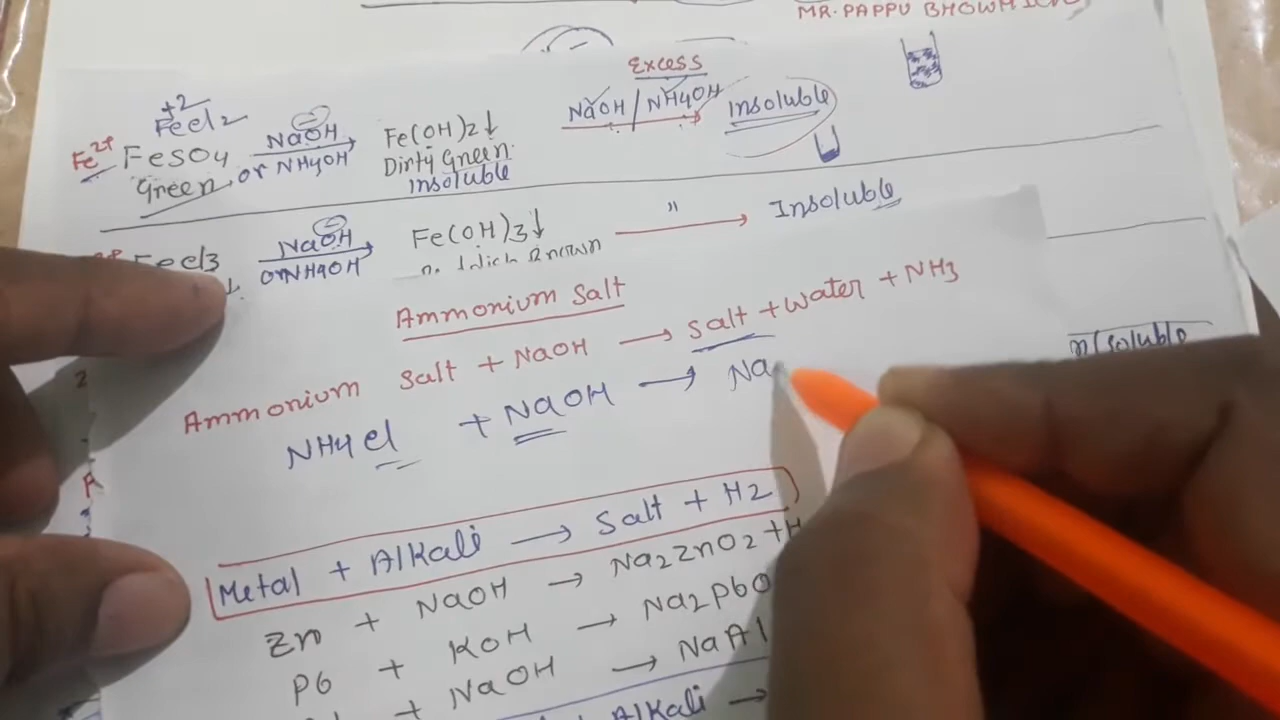 MR. PAPPU BHOWMICK
Excess
+2
FeCl2
Fe2+ FeSO4 NaOH or NH4OH Fe(OH)2↓ NaOH/NH4OH Insoluble
Green Dirty Green
Insoluble
FeCl3 NaOH or NH4OH Fe(OH)3↓ " Insoluble
Ammonium Salt
Ammonium Salt + NaOH → Salt + Water + NH3
NH4Cl + NaOH → Na
nsoluble
Metal + Alkali → Salt + H2
Zn + NaOH → Na2ZnO2 + H
Pb + KOH → Na2PbO
+ NaOH → NaAl
Alkali →